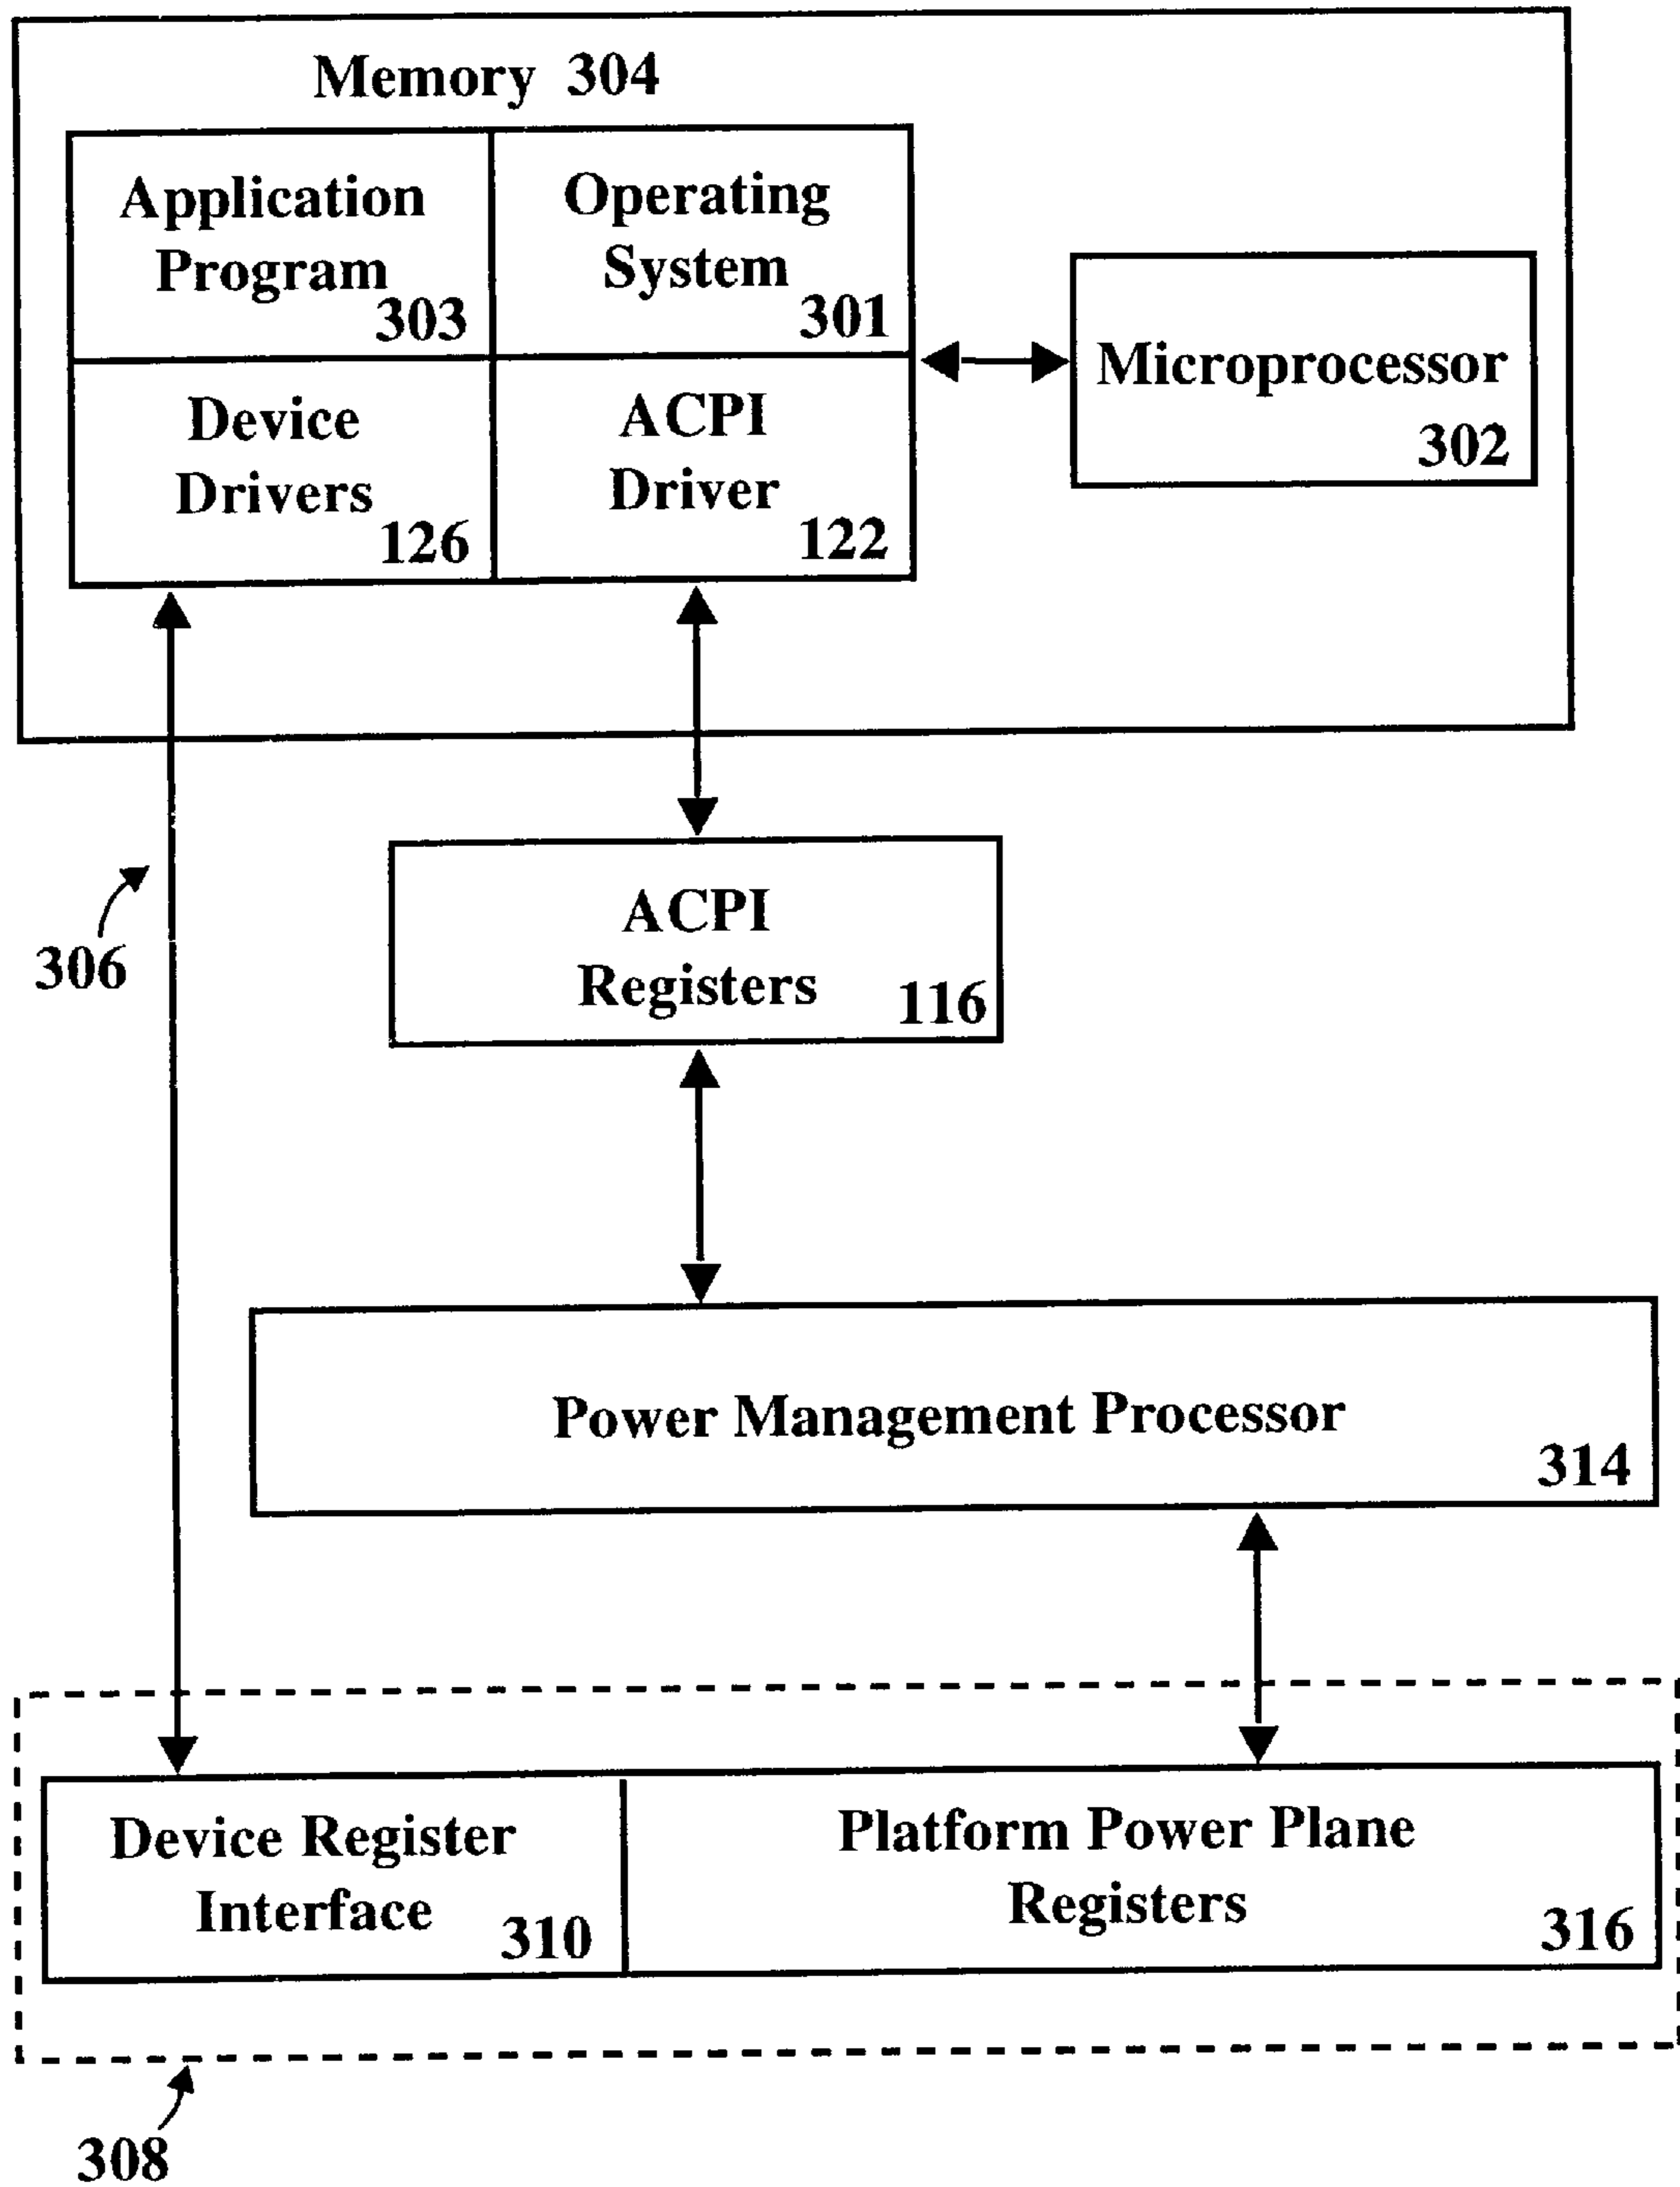 Memory 304
Application
Program
303
Operating
System
301
Device
Drivers
126
ACPI
Driver
122
Microprocessor
302
306
ACPI
Registers
116
Power Management Processor
314
Device Register
Interface
310
Platform Power Plane
Registers
316
308